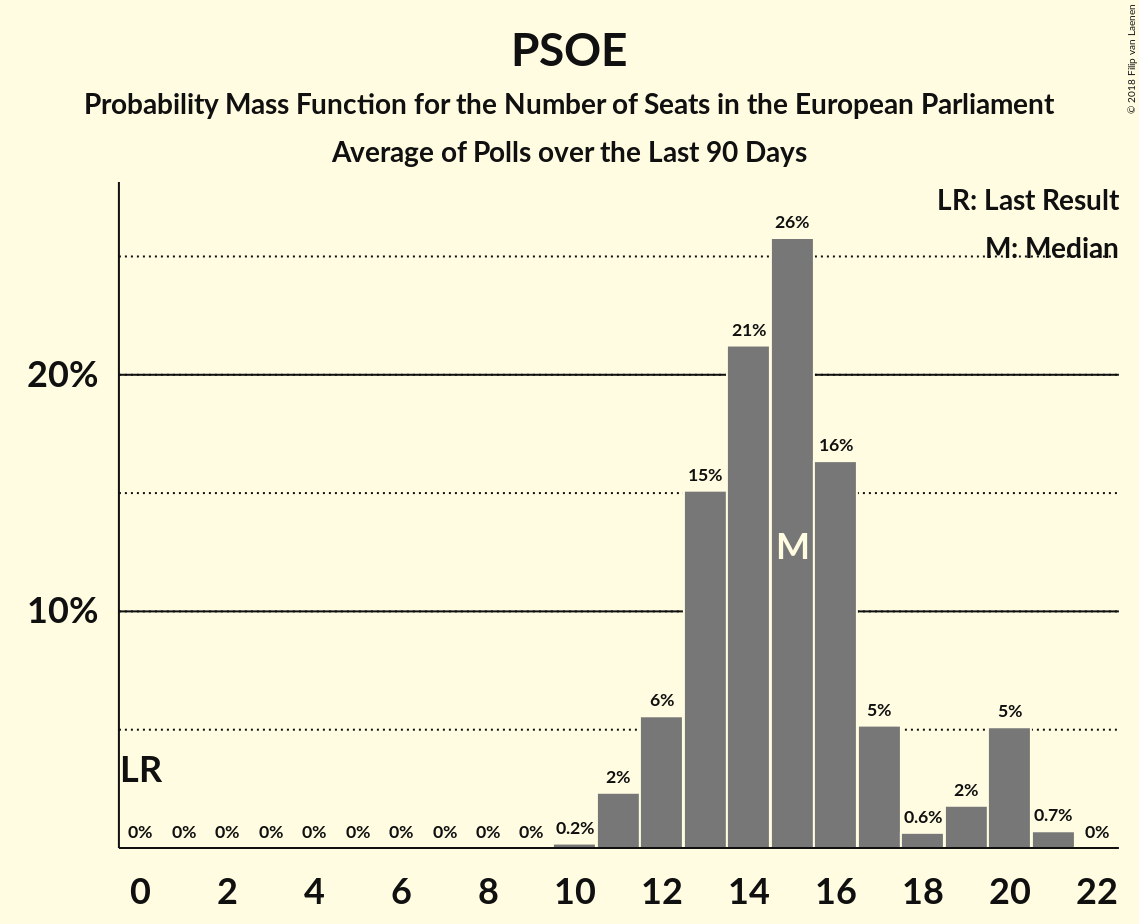 PSOE
Probability Mass Function for the Number of Seats in the European Parliament
Average of Polls over the Last 90 Days
© 2018 Filip van Laenen
LR: Last Result
M: Median
20%
10%
26%
21%
16%
15%
M
6%
5%
5%
LR
2%
2%
0% 0% 0% 0% 0% 0% 0% 0% 0% 0% 0.2% 0.6% 0.7% 0%
0 2 4 6 8 10 12 14 16 18 20 22